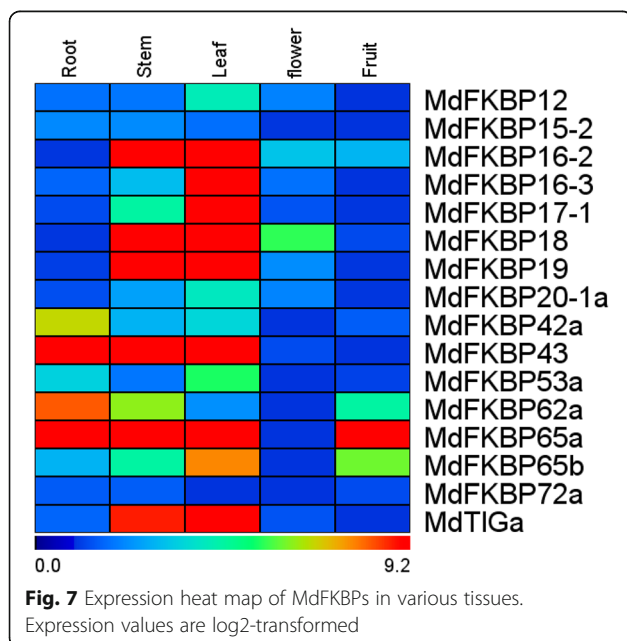 Root Stem Leaf flower Fruit
MdFKBP12
MdFKBP15-2
MdFKBP16-2
MdFKBP16-3
MdFKBP17-1
MdFKBP18
MdFKBP19
MdFKBP20-1a
MdFKBP42a
MdFKBP43
MdFKBP53a
MdFKBP62a
MdFKBP65a
MdFKBP65b
MdFKBP72a
MdTIGa
0.0 9.2
Fig. 7 Expression heat map of MdFKBPs in various tissues.
Expression values are log2-transformed